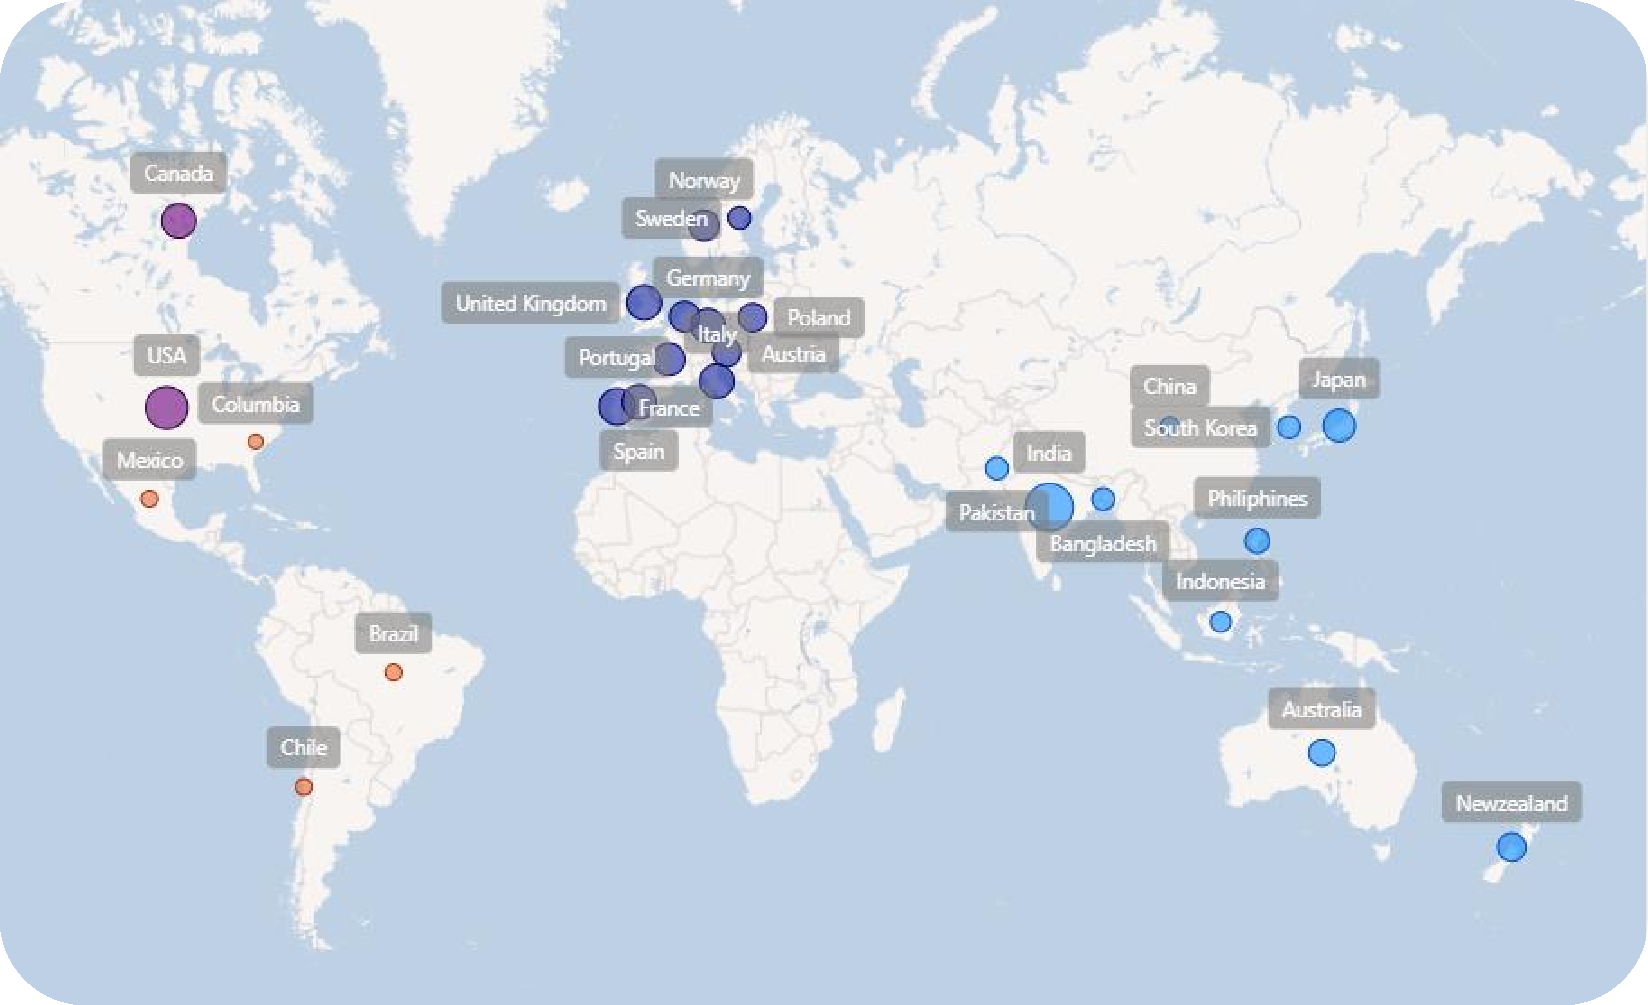 Canada
Norway
Sweden
Germany
United Kingdom
Poland
Italy
USA
Portugal
Austria
Japan
China
Columbia
France
South Korea
Spain
India
Mexico
Philiphines
Pakistan
Bangladesh
Indonesia
Brazil
Australia
Chile
Newzealand